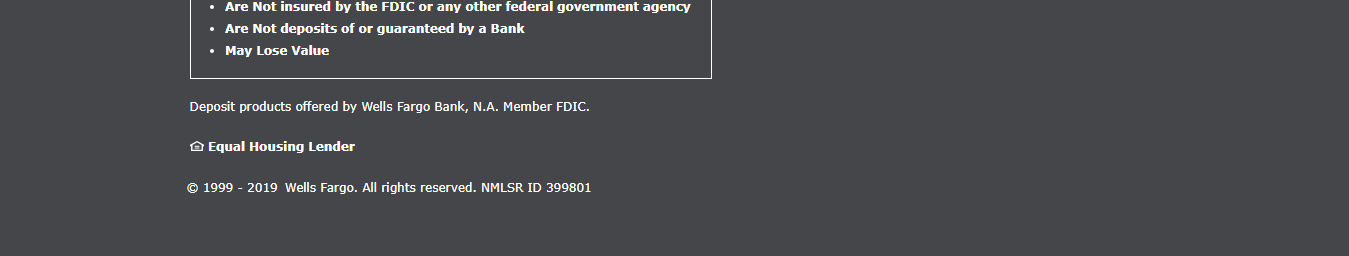 • Are Not insured by the FDIC or any other federal government agency
• Are Not deposits of or guaranteed by a Bank
• May Lose Value
Deposit products offered by Wells Fargo Bank, N.A. Member FDIC.
Equal Housing Lender
© 1999 - 2019 Wells Fargo. All rights reserved. NMLSR ID 399801